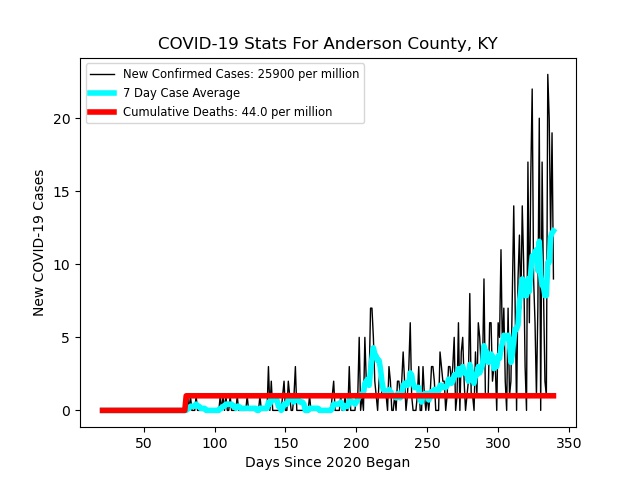 COVID-19 Stats For Anderson County, KY
New Confirmed Cases: 25900 per million
7 Day Case Average
Cumulative Deaths: 44.0 per million
New COVID-19 Cases
20
15
10
5
0
50 100 150 200 250 300 350
Days Since 2020 Began